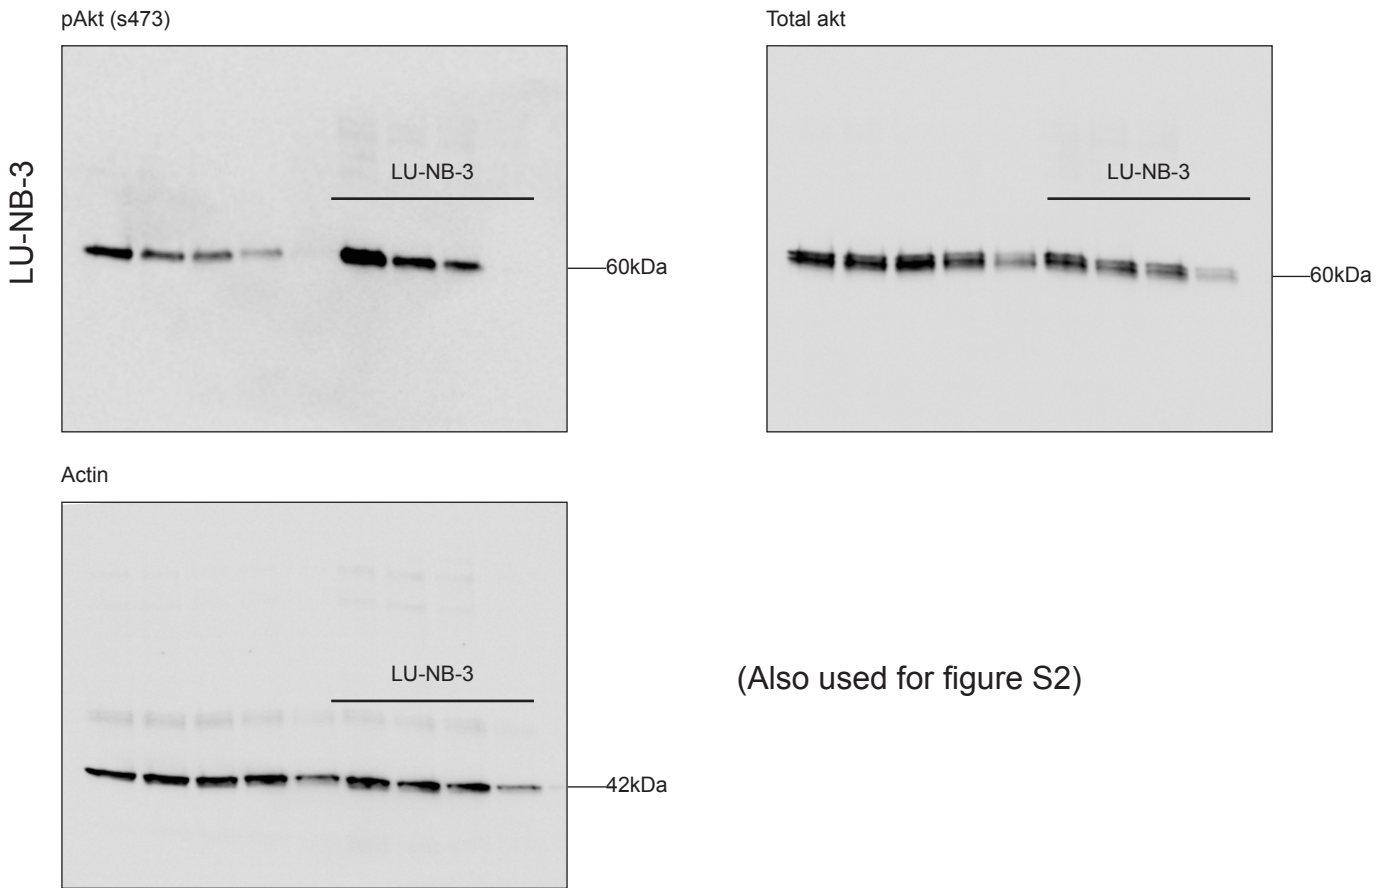 pAkt (s473)
Total akt
LU-NB-3
LU-NB-3
60kDa
LU-NB-3
60kDa
Actin
LU-NB-3
42kDa
(Also used for figure S2)